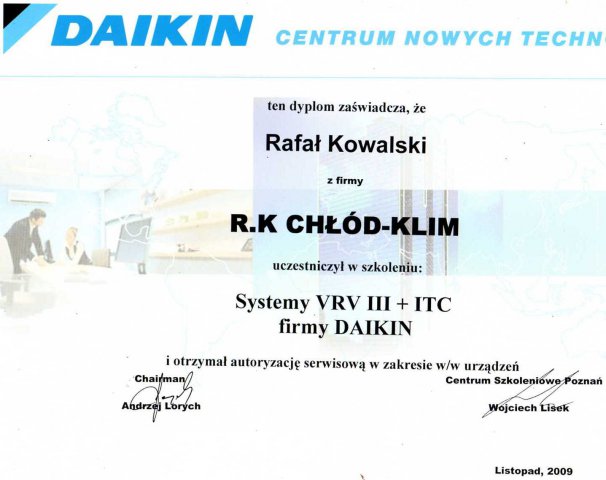 DAIKIN CENTRUM NOWYCH TECHN
ten dyplom zaświadcza, że
Rafał Kowalski
z firmy
R.K CHŁÓD-KLIM
uczestniczył w szkoleniu:
Systemy VRV III + ITC
firmy DAIKIN
i otrzymał autoryzację serwisową w zakresie w/w urządzeń
Chairman
Andrzej Lorych
Centrum Szkoleniowe Poznań
Wojciech Lisek
Listopad, 2009